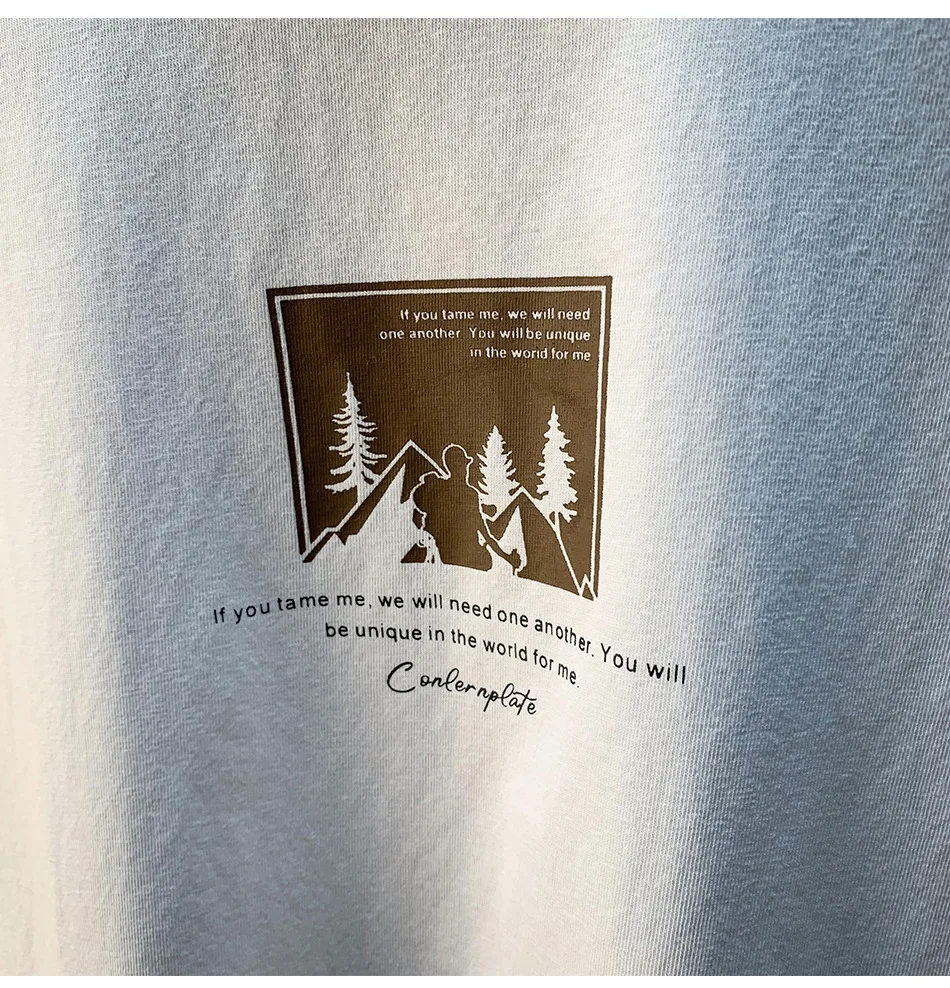 If you tame me, we will need
one another. You will be unique
in the world for me
If you tame me, we will need one another. You will
be unique in the world for me.
Conlernplate